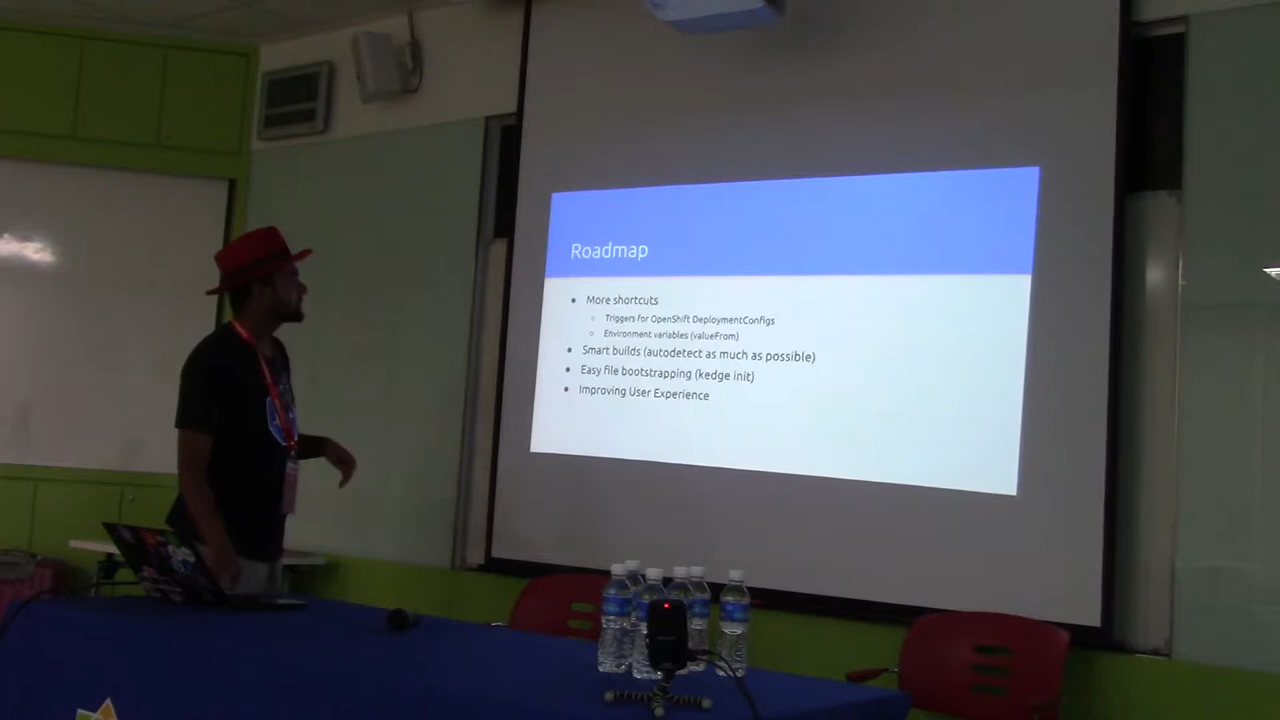 Roadmap
More shortcuts
Triggers for OpenShift DeploymentConfigs
Environment variables (valueFrom)
Smart builds (autodetect as much as possible)
Easy file bootstrapping (kedge init)
Improving User Experience